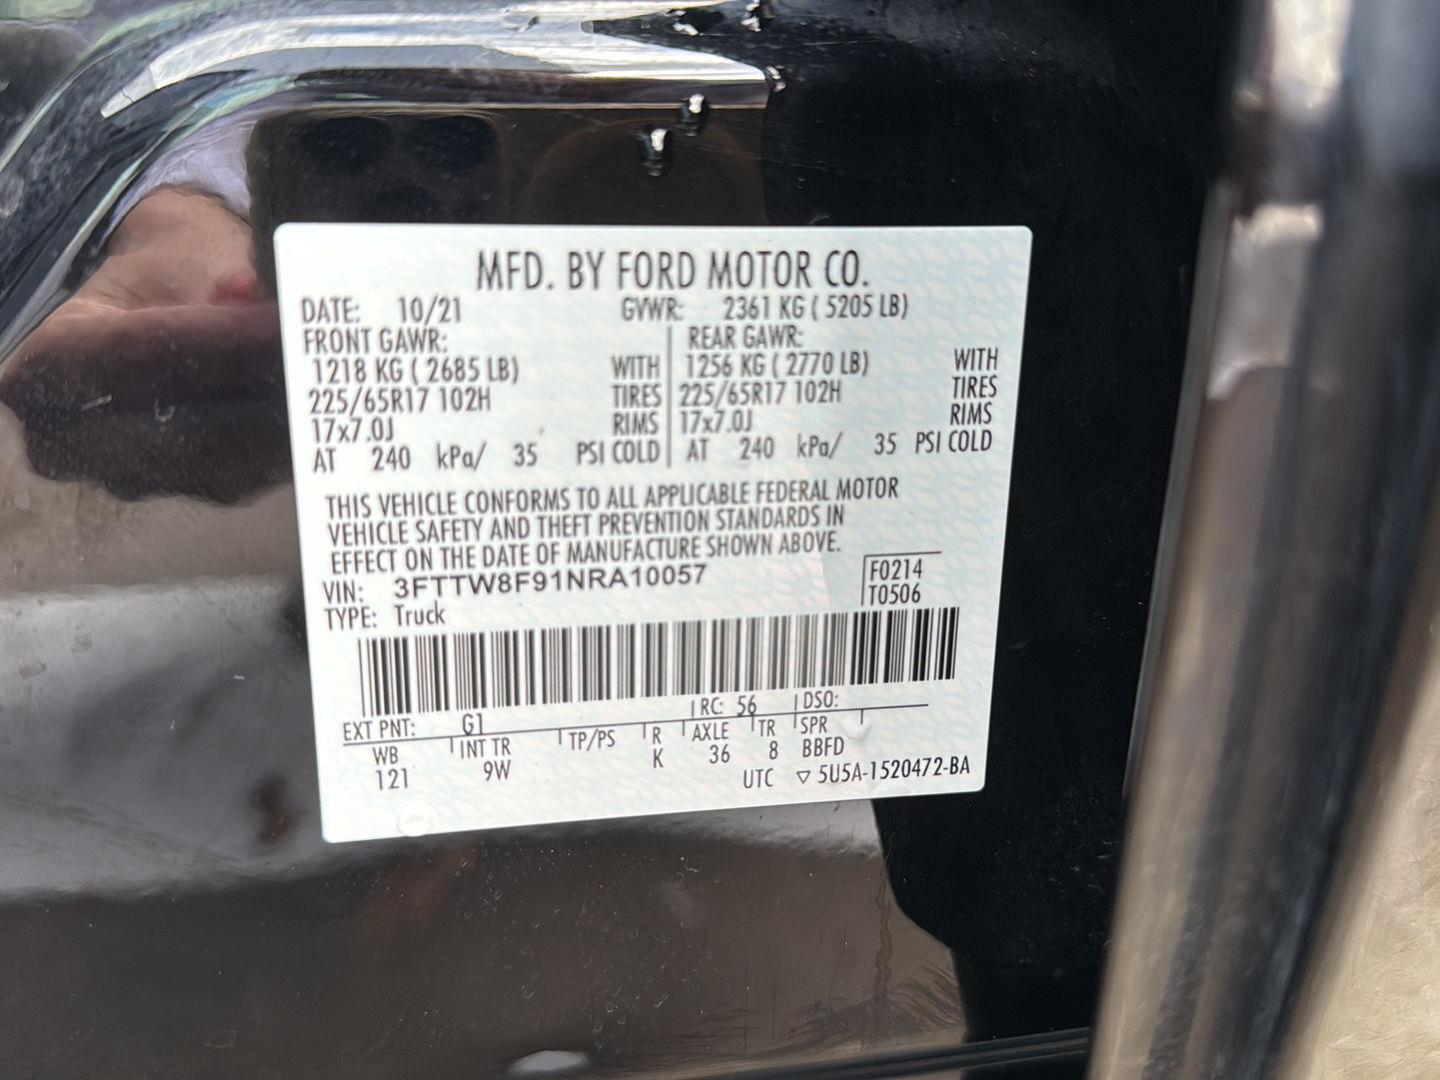 MFD. BY FORD MOTOR CO.
DATE: 10/21 GVWR: 2361 KG ( 5205 LB)
FRONT GAWR: REAR GAWR:
1218 KG ( 2685 LB) WITH 1256 KG ( 2770 LB) WITH
225/65R17 102H TIRES 225/65R17 102H TIRES
17x7.0J RIMS 17x7.0J RIMS
AT 240 kPa/ 35 PSI COLD AT 240 kPa/ 35 PSI COLD
THIS VEHICLE CONFORMS TO ALL APPLICABLE FEDERAL MOTOR
VEHICLE SAFETY AND THEFT PREVENTION STANDARDS IN
EFFECT ON THE DATE OF MANUFACTURE SHOWN ABOVE.
VIN: 3FTTW8F91NRA10057 F0214
TYPE: Truck T0506
EXT PNT: G1 RC: 56 DSO:
WB INT TR TP/PS R AXLE TR SPR
121 9W K 36 8 BBFD
UTC ▽ 5U5A-1520472-BA